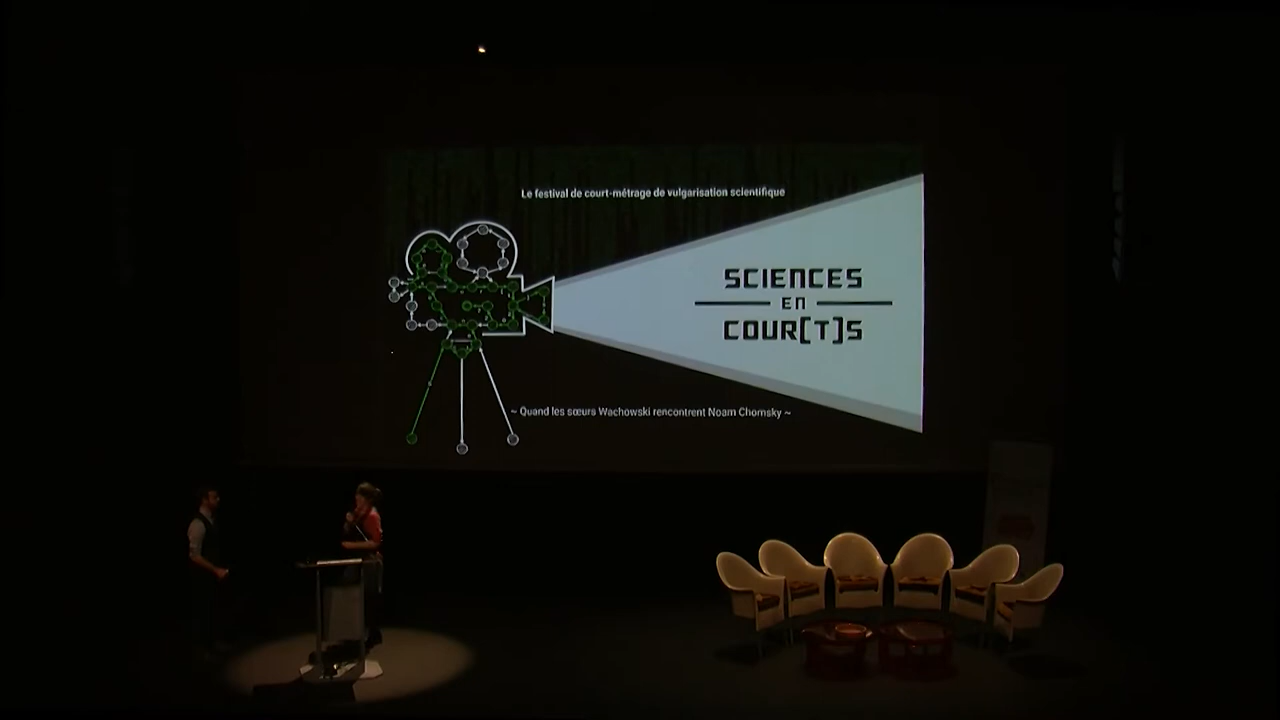 Le festival de court-métrage de vulgarisation scientifique
SCIENCES
EN
COUR[T]S
~ Quand les sœurs Wachowski rencontrent Noam Chomsky ~